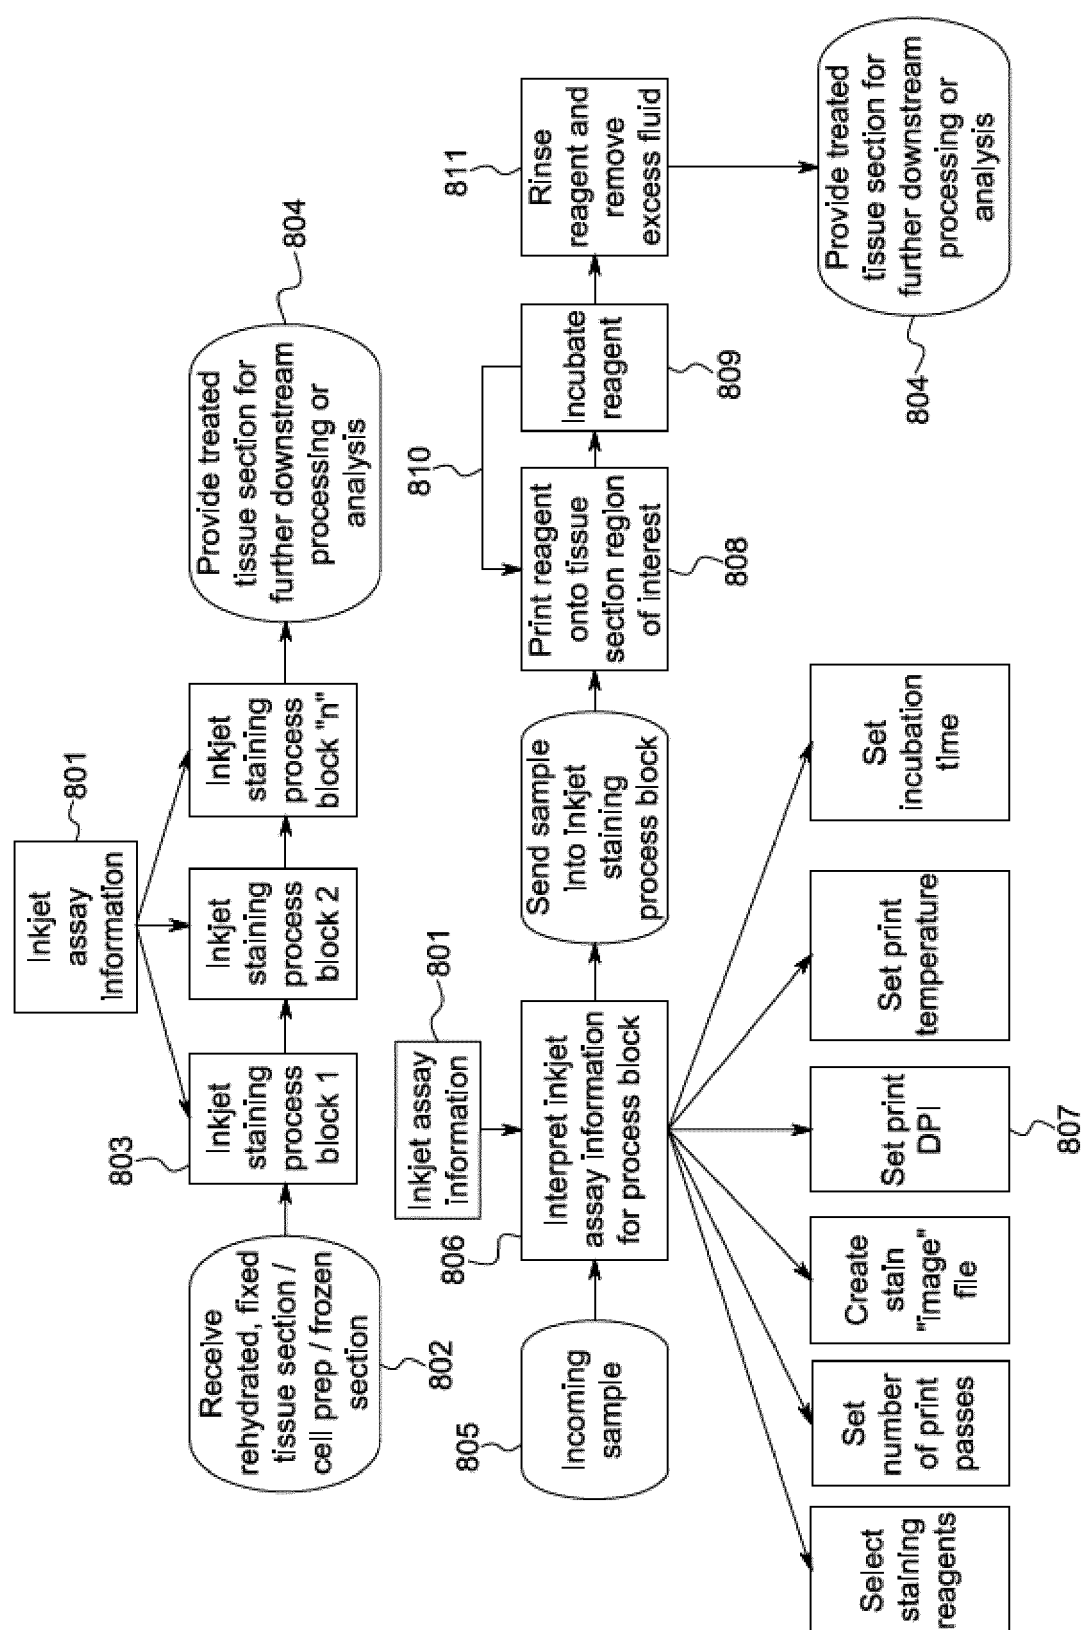 Inkjet
assay
information
801
803
Receive
rehydrated, fixed
tissue section /
cell prep / frozen
section
802
Inkjet
staining
process
block 1
Inkjet
staining
process
block 2
Inkjet
staining
process
block "n"
Provide treated
tissue section for
further downstream
processing or
analysis
804
Inkjet assay
information
801
805
Incoming
sample
806
Interpret inkjet
assay information
for process block
Send sample
into inkjet
staining
process block
810
Print reagent
onto tissue
section region
of interest
808
Incubate
reagent
809
811
Rinse
reagent and
remove
excess fluid
Select
staining
reagents
Set
number
of print
passes
Create
stain
"image"
file
Set print
DPI
807
Set print
temperature
Set
incubation
time
804
Provide treated
tissue section for
further downstream
processing or
analysis